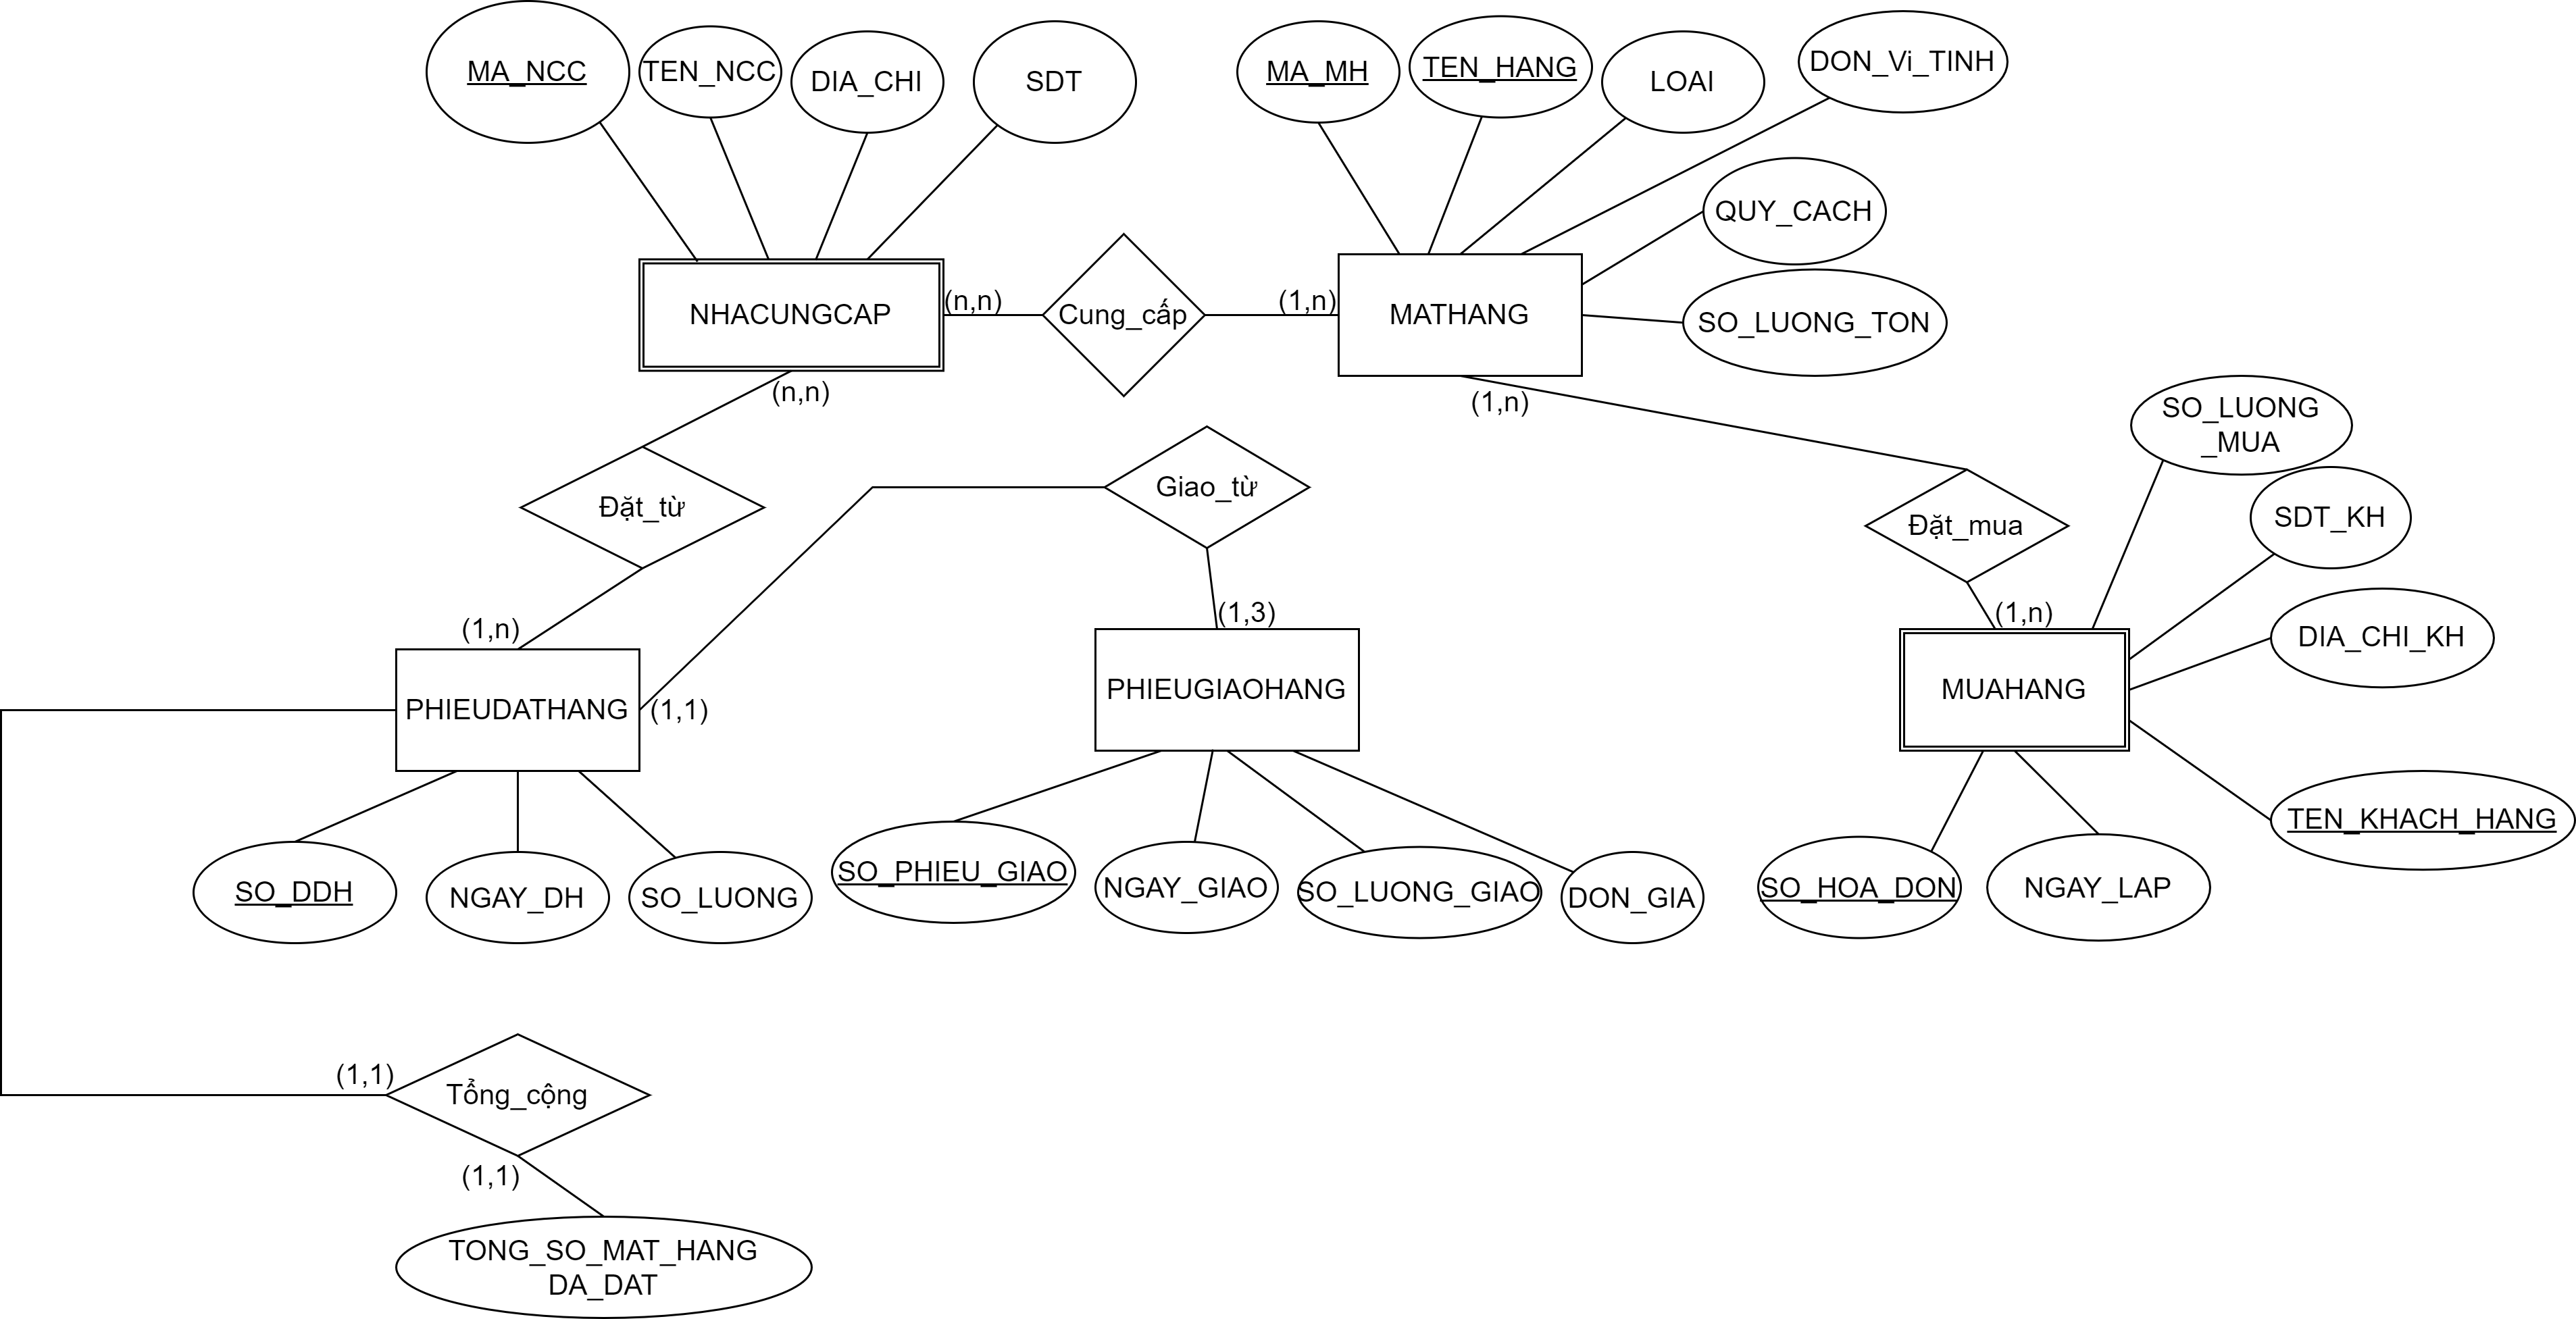 MA_NCC
TEN_NCC
DIA_CHI
SDT
MA_MH
TEN_HANG
LOAI
DON_Vi_TINH
QUY_CACH
SO_LUONG_TON
NHACUNGCAP
(n,n)
Cung_cấp
(1,n)
MATHANG
(n,n)
(1,n)
SO_LUONG
_MUA
SDT_KH
Đặt_từ
Giao_từ
Đặt_mua
(1,n)
(1,3)
(1,n)
DIA_CHI_KH
PHIEUDATHANG
(1,1)
PHIEUGIAOHANG
MUAHANG
TEN_KHACH_HANG
SO_DDH
NGAY_DH
SO_LUONG
SO_PHIEU_GIAO
NGAY_GIAO
SO_LUONG_GIAO
DON_GIA
SO_HOA_DON
NGAY_LAP
(1,1)
Tổng_cộng
(1,1)
TONG_SO_MAT_HANG
DA_DAT